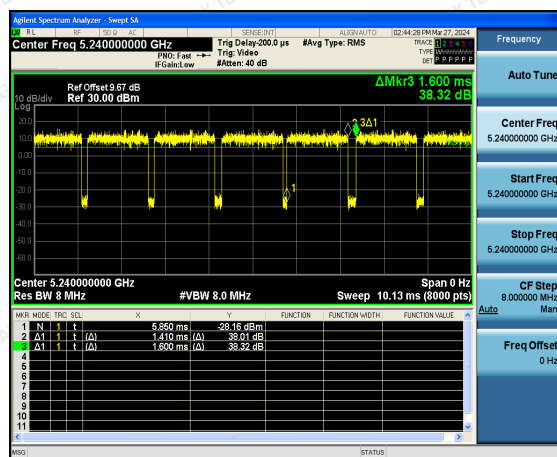 Agilent Spectrum Analyzer - Swept SA
RL RF 50 Ω AC SENSE:INT ALIGNAUTO 02:44:28 PM Mar 27, 2024
Center Freq 5.240000000 GHz
PNO: Fast
IFGain:Low
Trig Delay-200.0 µs
Trig: Video
#Atten: 40 dB
#Avg Type: RMS
TRACE 1 2 3 4 5 6
TYPE
DET P P P P P P
ΔMkr3 1.600 ms
38.32 dB
Ref Offset 9.67 dB
Ref 30.00 dBm
10 dB/div
Log
20.0
10.0
0.00
-10.0
-20.0
-30.0
-40.0
-50.0
-60.0
3Δ1
1
Center 5.240000000 GHz
Res BW 8 MHz
#VBW 8.0 MHz
Span 0 Hz
Sweep 10.13 ms (8000 pts)
MKR MODE TRC SCL X Y FUNCTION FUNCTION WIDTH FUNCTION VALUE
1 N 1 t 5.850 ms -28.16 dBm
2 Δ1 1 t (Δ) 1.410 ms (Δ) 38.01 dB
3 Δ1 1 t (Δ) 1.600 ms (Δ) 38.32 dB
4
5
6
7
8
9
10
11
MSG
STATUS
Frequency
Auto Tune
Center Freq
5.240000000 GHz
Start Freq
5.240000000 GHz
Stop Freq
5.240000000 GHz
CF Step
8.000000 MHz
Auto Man
Freq Offset
0 Hz